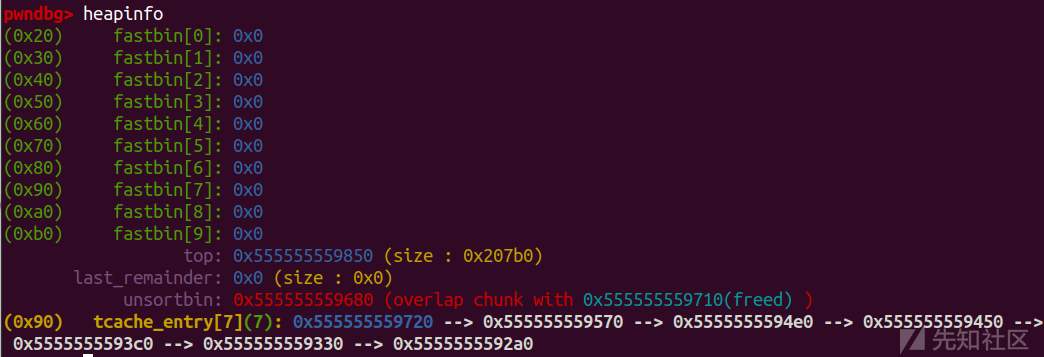 pwndbg> heapinfo
(0x20)     fastbin[0]: 0x0
(0x30)     fastbin[1]: 0x0
(0x40)     fastbin[2]: 0x0
(0x50)     fastbin[3]: 0x0
(0x60)     fastbin[4]: 0x0
(0x70)     fastbin[5]: 0x0
(0x80)     fastbin[6]: 0x0
(0x90)     fastbin[7]: 0x0
(0xa0)     fastbin[8]: 0x0
(0xb0)     fastbin[9]: 0x0
top: 0x555555559850 (size : 0x207b0)
last_remainder: 0x0 (size : 0x0)
unsortbin: 0x555555559680 (overlap chunk with 0x555555559710(freed) )
(0x90)   tcache_entry[7](7): 0x555555559720 --> 0x555555559570 --> 0x5555555594e0 --> 0x555555559450 -->
0x5555555593c0 --> 0x555555559330 --> 0x5555555592a0
先知社区